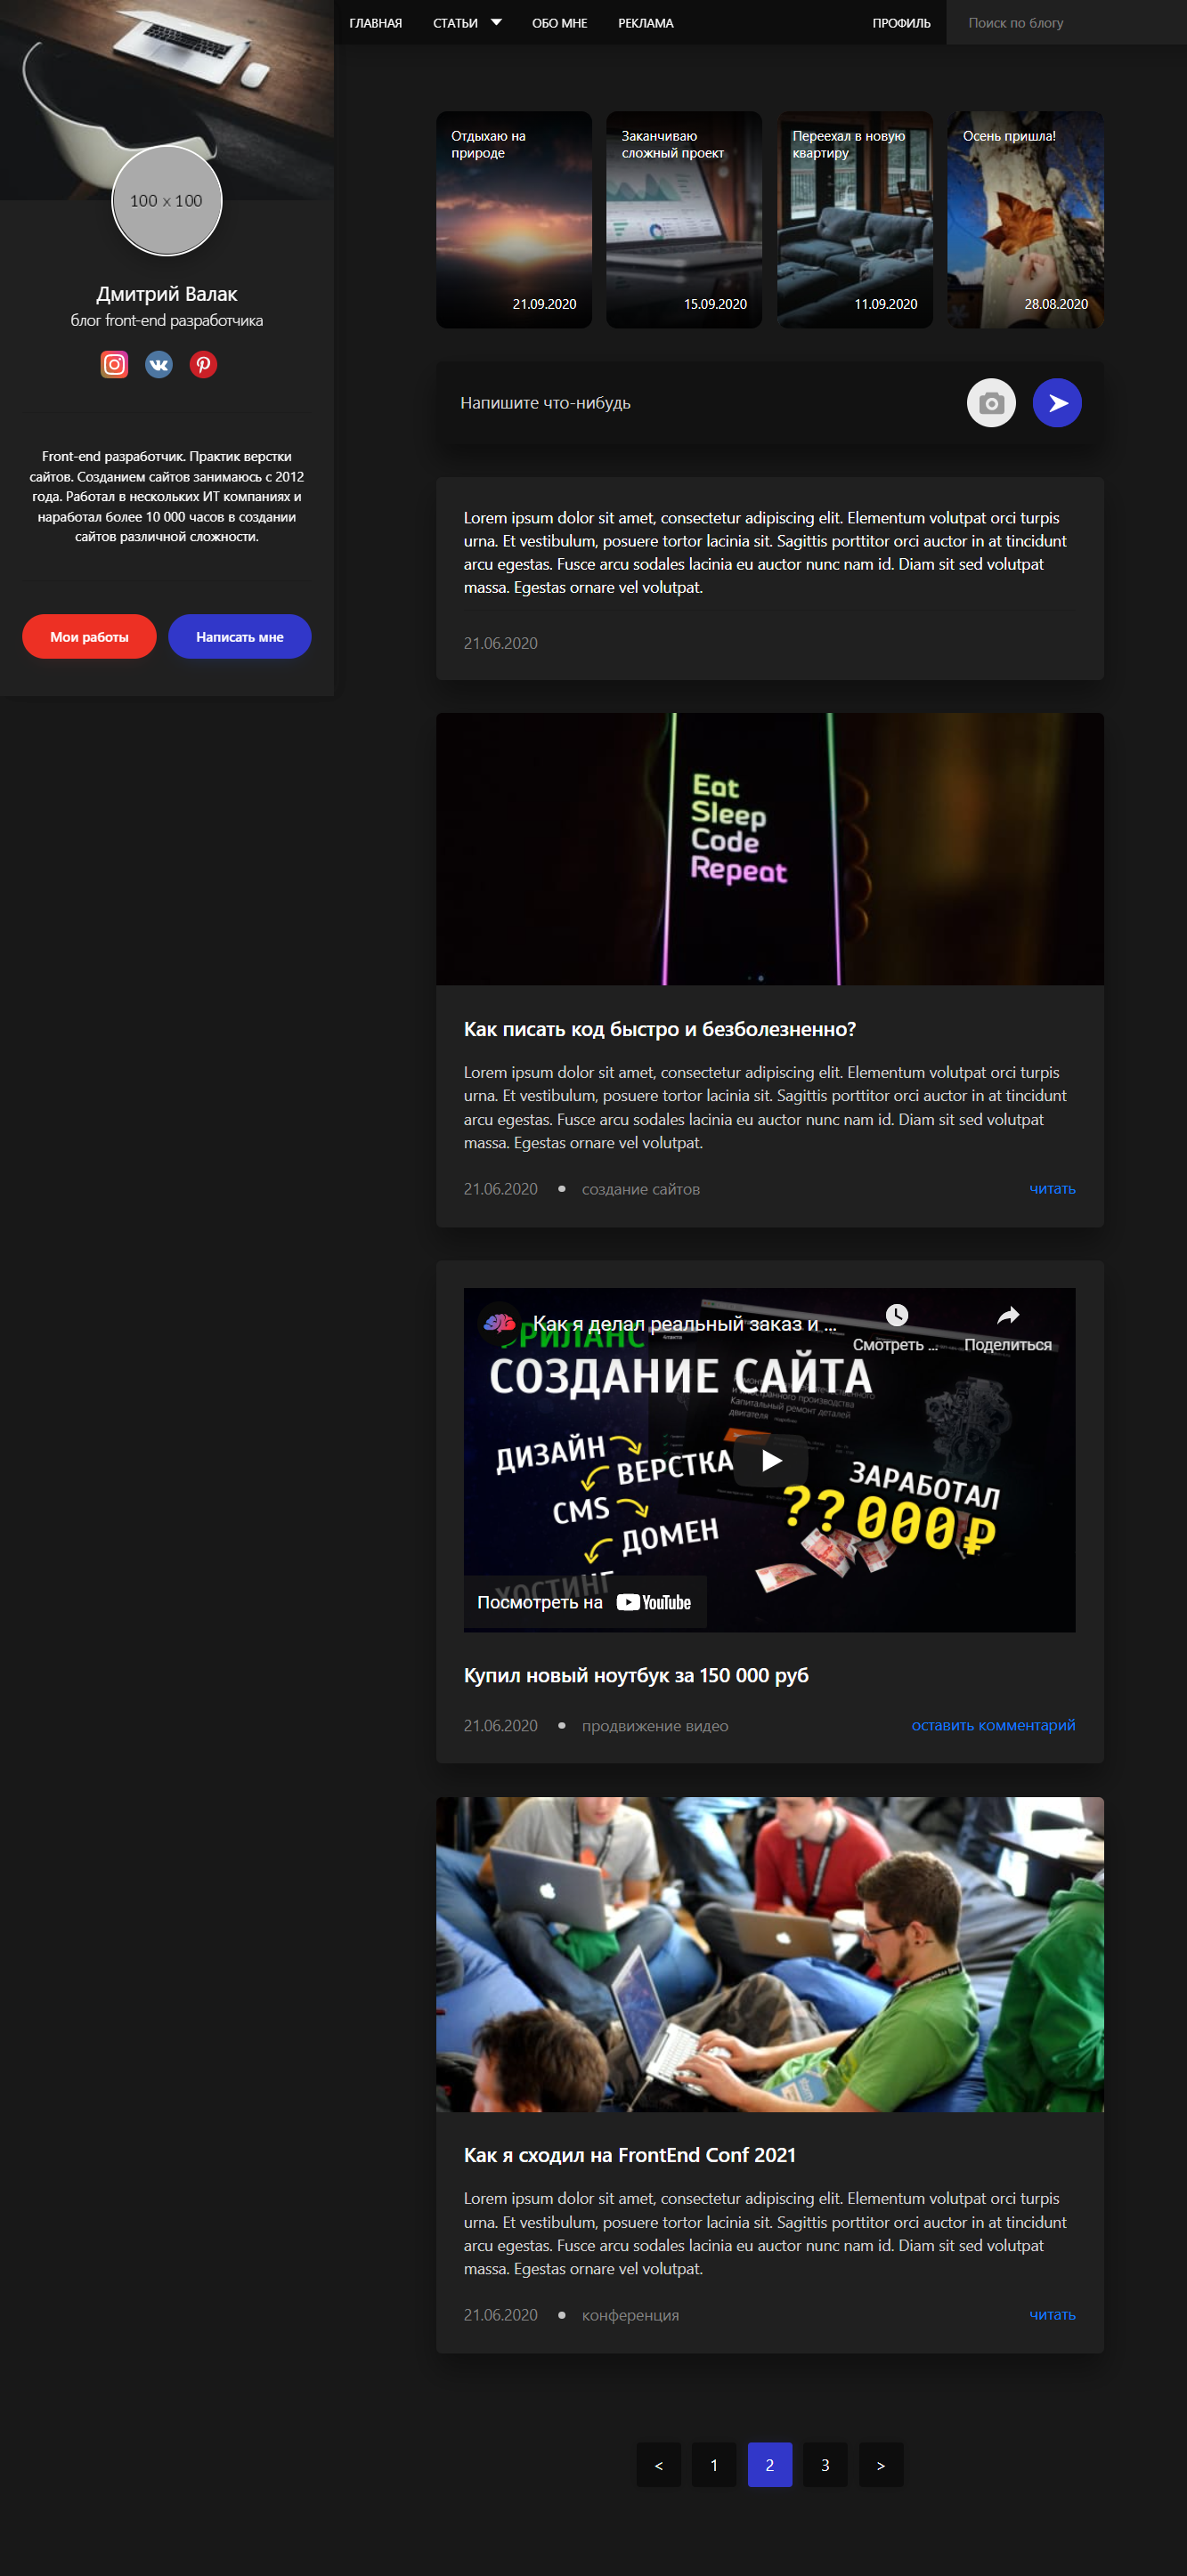 ГЛАВНАЯ СТАТЬИ ОБО МНЕ РЕКЛАМА ПРОФИЛЬ Поиск по блогу
100 x 100
Дмитрий Валак
блог front-end разработчика
Front-end разработчик. Практик верстки
сайтов. Созданием сайтов занимаюсь с 2012
года. Работал в нескольких ИТ компаниях и
наработал более 10 000 часов в создании
сайтов различной сложности.
Мои работы Написать мне
Отдыхаю на
природе
21.09.2020
Заканчиваю
сложный проект
15.09.2020
Переехал в новую
квартиру
11.09.2020
Осень пришла!
28.08.2020
Напишите что-нибудь
Lorem ipsum dolor sit amet, consectetur adipiscing elit. Elementum volutpat orci turpis
urna. Et vestibulum, posuere tortor lacinia sit. Sagittis porttitor orci auctor in at tincidunt
arcu egestas. Fusce arcu sodales lacinia eu auctor nunc nam id. Diam sit sed volutpat
massa. Egestas ornare vel volutpat.
21.06.2020
Eat
Sleep
Code
Repeat
Как писать код быстро и безболезненно?
Lorem ipsum dolor sit amet, consectetur adipiscing elit. Elementum volutpat orci turpis
urna. Et vestibulum, posuere tortor lacinia sit. Sagittis porttitor orci auctor in at tincidunt
arcu egestas. Fusce arcu sodales lacinia eu auctor nunc nam id. Diam sit sed volutpat
massa. Egestas ornare vel volutpat.
21.06.2020 • создание сайтов читать
Как я делал реальный заказ и ...
Смотреть ... Поделиться
ФРИЛАНС
СОЗДАНИЕ САЙТА
Капитальный ремонт деталей
двигателя
ДИЗАЙН
ВЕРСТКА
CMS
ДОМЕН
ХОСТИНГ
ЗАРАБОТАЛ
??000₽
Посмотреть на YouTube
Купил новый ноутбук за 150 000 руб
21.06.2020 • продвижение видео оставить комментарий
Как я сходил на FrontEnd Conf 2021
Lorem ipsum dolor sit amet, consectetur adipiscing elit. Elementum volutpat orci turpis
urna. Et vestibulum, posuere tortor lacinia sit. Sagittis porttitor orci auctor in at tincidunt
arcu egestas. Fusce arcu sodales lacinia eu auctor nunc nam id. Diam sit sed volutpat
massa. Egestas ornare vel volutpat.
21.06.2020 • конференция читать
< 1 2 3 >